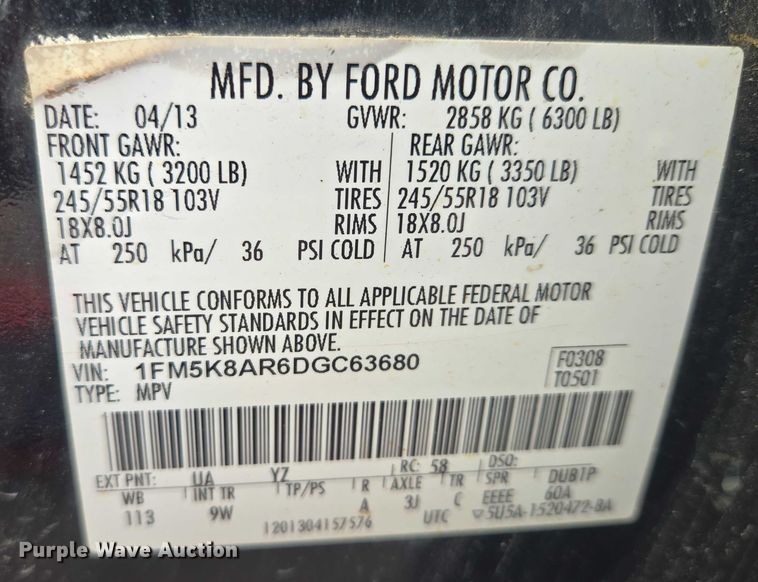 MFD. BY FORD MOTOR CO.
DATE: 04/13 GVWR: 2858 KG ( 6300 LB)
FRONT GAWR: REAR GAWR:
1452 KG ( 3200 LB) WITH 1520 KG ( 3350 LB) WITH
245/55R18 103V TIRES 245/55R18 103V TIRES
18X8.0J RIMS 18X8.0J RIMS
AT 250 kPa/ 36 PSI COLD AT 250 kPa/ 36 PSI COLD
THIS VEHICLE CONFORMS TO ALL APPLICABLE FEDERAL MOTOR
VEHICLE SAFETY STANDARDS IN EFFECT ON THE DATE OF
MANUFACTURE SHOWN ABOVE.
VIN: 1FM5K8AR6DGC63680 F0308
TYPE: MPV T0501
EXT PNT: UA YZ RC: 58 DSO:
WB INT TR TP/PS R AXLE TR SPR DUB1P
113 9W A 3J C EEEE 60A
1201304157576 UTC ▽5U5A-1520472-BA
Purple Wave Auction